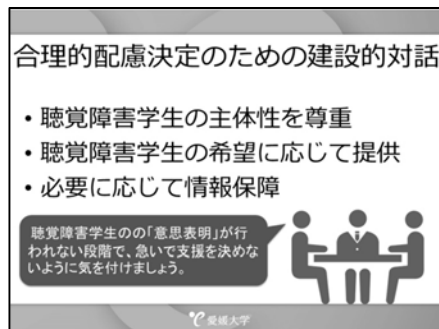 合理的配慮決定のための建設的対話
・聴覚障害学生の主体性を尊重
・聴覚障害学生の希望に応じて提供
・必要に応じて情報保障
聴覚障害学生のの「意思表明」が行
われない段階で、急いで支援を決めな
いように気を付けましょう。
愛媛大学